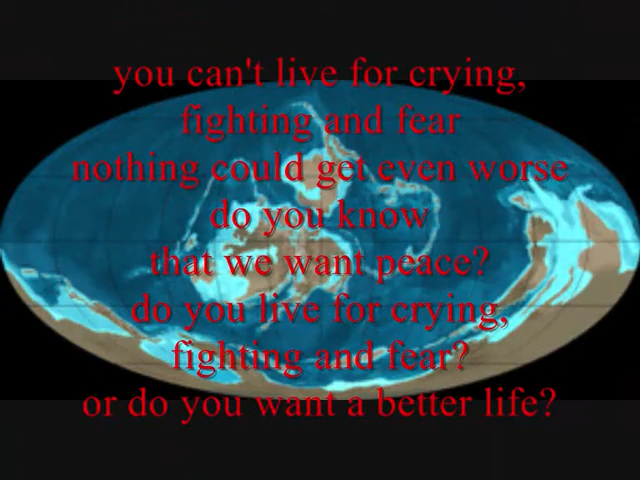 you can't live for crying,
fighting and fear
nothing could get even worse
do you know
that we want peace?
do you live for crying,
fighting and fear?
or do you want a better life?